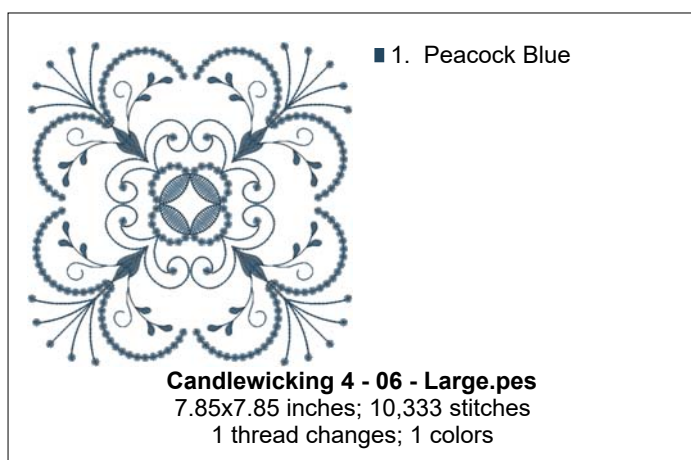 1. Peacock Blue
Candlewicking 4 - 06 - Large.pes
7.85x7.85 inches; 10,333 stitches
1 thread changes; 1 colors